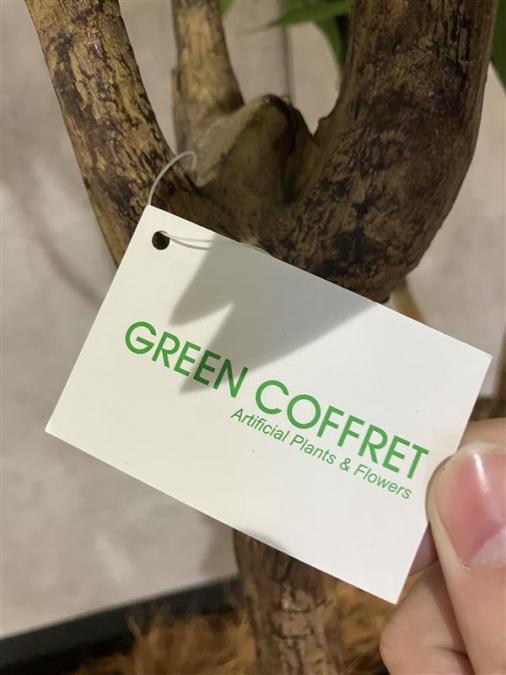 GREEN COFFRET
Artificial Plants & Flowers